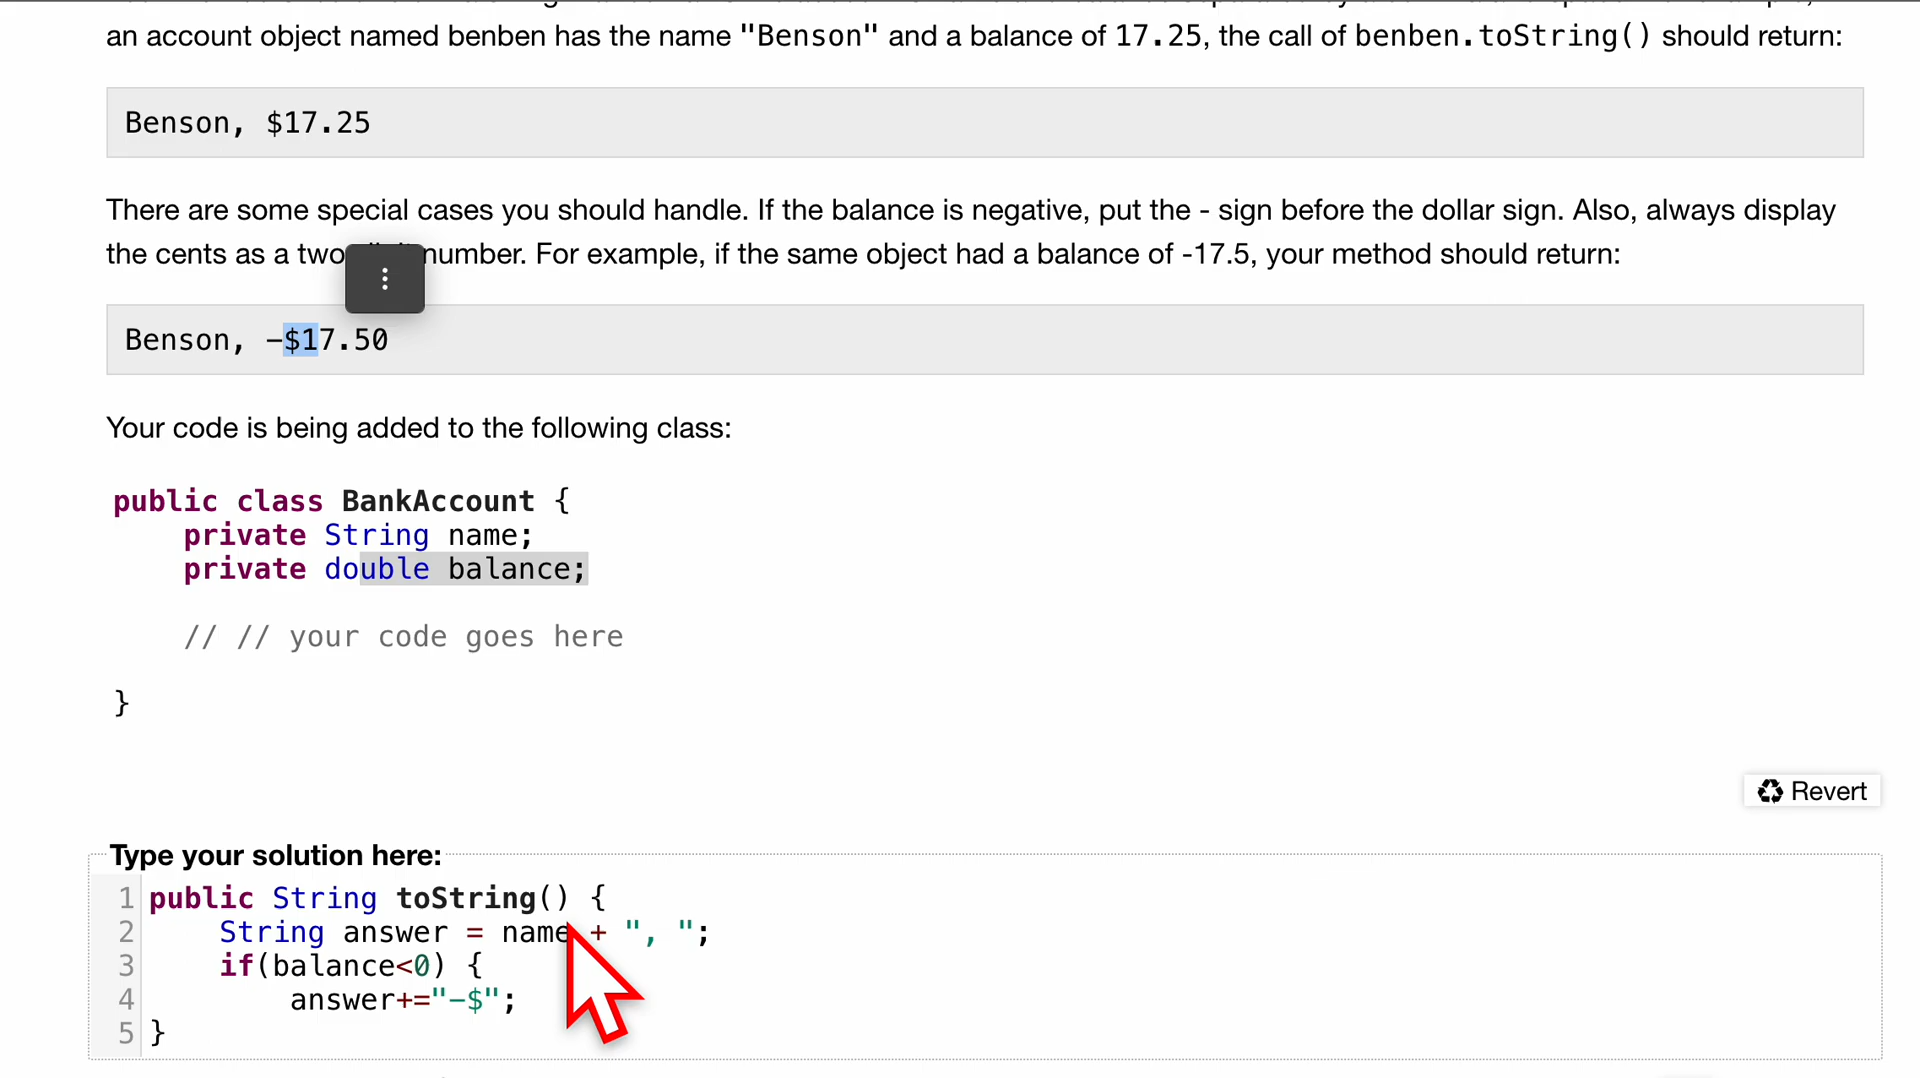 an account object named benben has the name "Benson" and a balance of 17.25, the call of benben.toString() should return:
Benson, $17.25
There are some special cases you should handle. If the balance is negative, put the - sign before the dollar sign. Also, always display
the cents as a two number. For example, if the same object had a balance of -17.5, your method should return:
Benson, -$17.50
Your code is being added to the following class:
public class BankAccount {
private String name;
private double balance;
// // your code goes here
}
Revert
Type your solution here:
1 public String toString() {
2 String answer = name + ", ";
3 if(balance<0) {
4 answer+="-$";
5 }